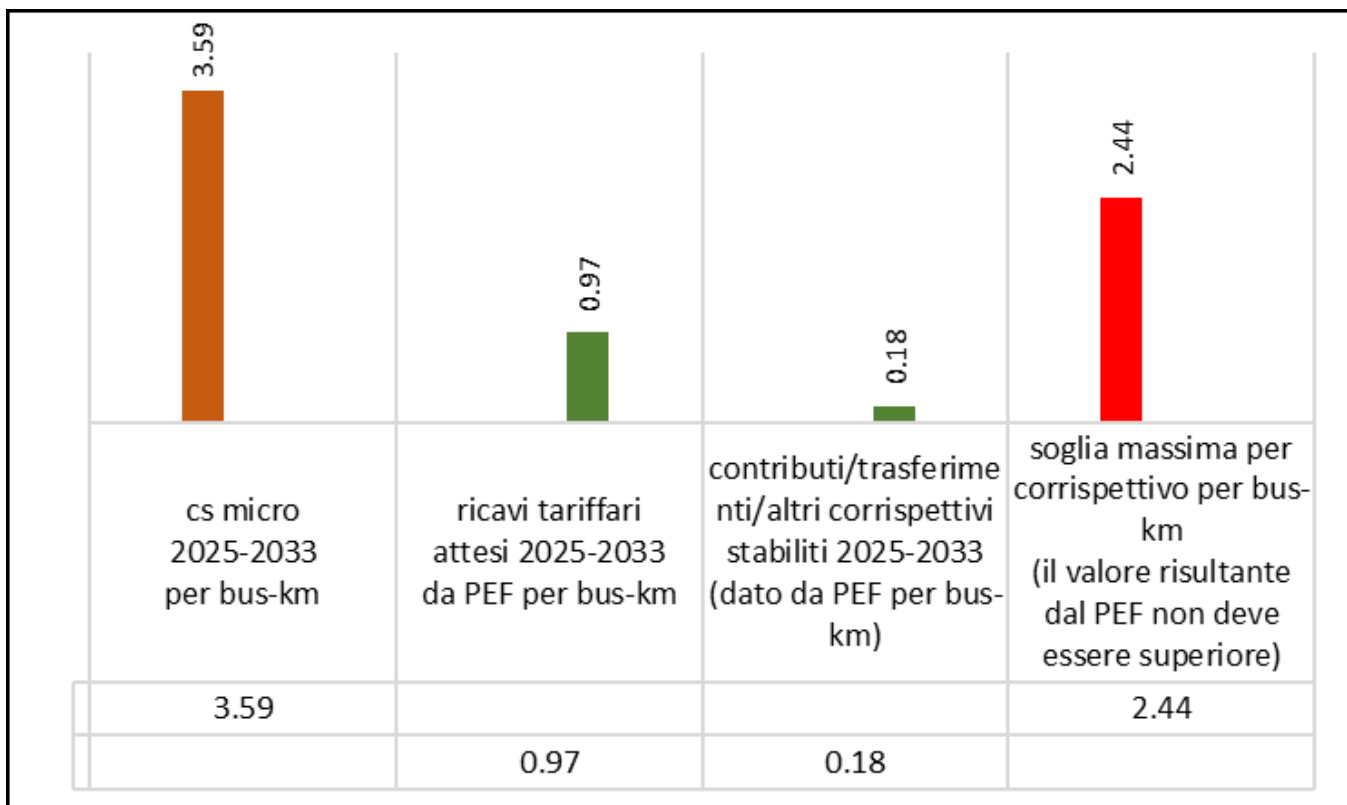 3.59
0.97
0.18
2.44
cs micro
2025-2033
per bus-km
ricavi tariffari
attesi 2025-2033
da PEF per bus-km
contributi/trasferime
nti/altri corrispettivi
stabiliti 2025-2033
(dato da PEF per bus-
km)
soglia massima per
corrispettivo per bus-
km
(il valore risultante
dal PEF non deve
essere superiore)
3.59
2.44
0.97
0.18